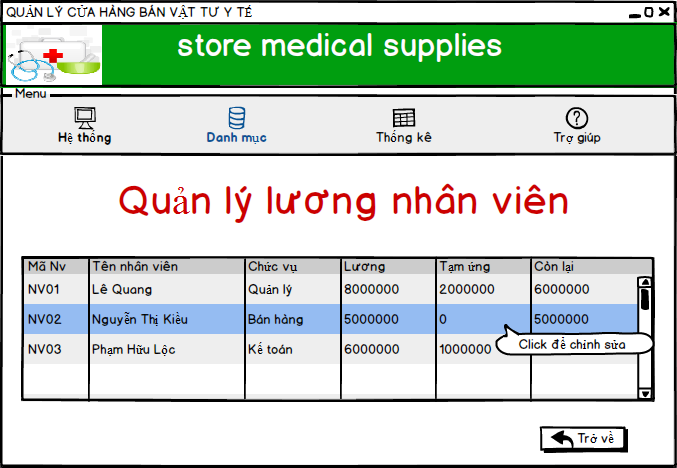 QUẢN LÝ CỬA HÀNG BÁN VẬT TƯ Y TẾ
store medical supplies
Menu
Hệ thống Danh mục Thống kê Trợ giúp
Quản lý lương nhân viên
Mã Nv Tên nhân viên Chức vụ Lương Tạm ứng Còn lại
NV01 Lê Quang Quản lý 8000000 2000000 6000000
NV02 Nguyễn Thị Kiều Bán hàng 5000000 0 5000000
NV03 Phạm Hữu Lộc Kế toán 6000000 1000000
Click để chỉnh sửa
Trở về